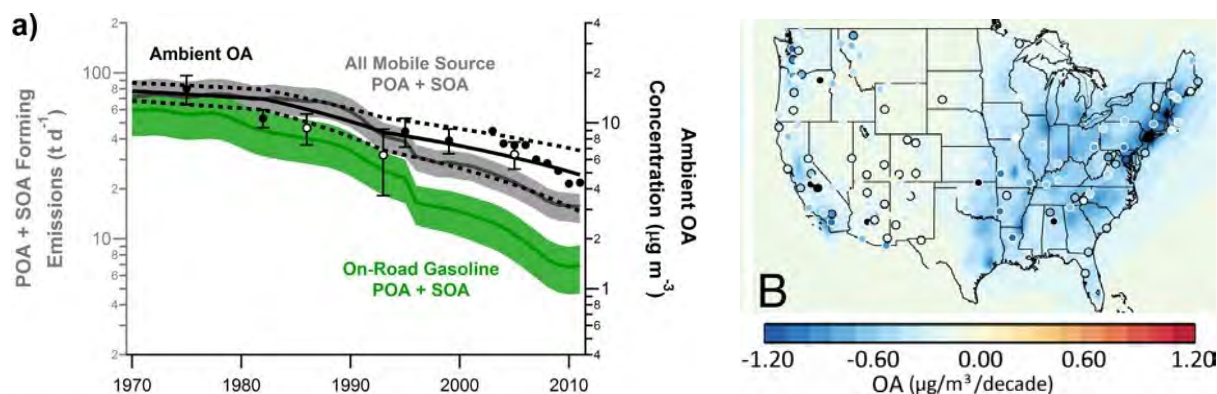 a)
Ambient OA
All Mobile Source
POA + SOA
On-Road Gasoline
POA + SOA
POA + SOA Forming
Emissions (t d⁻¹)
2
100
8
6
4
2
10
8
6
4
2
1970
1980
1990
2000
2010
4
2
10
8
6
4
2
1
8
6
4
Ambient OA
Concentration (µg m⁻³)
B
-1.20
-0.60
0.00
0.60
1.20
OA (µg/m³/decade)